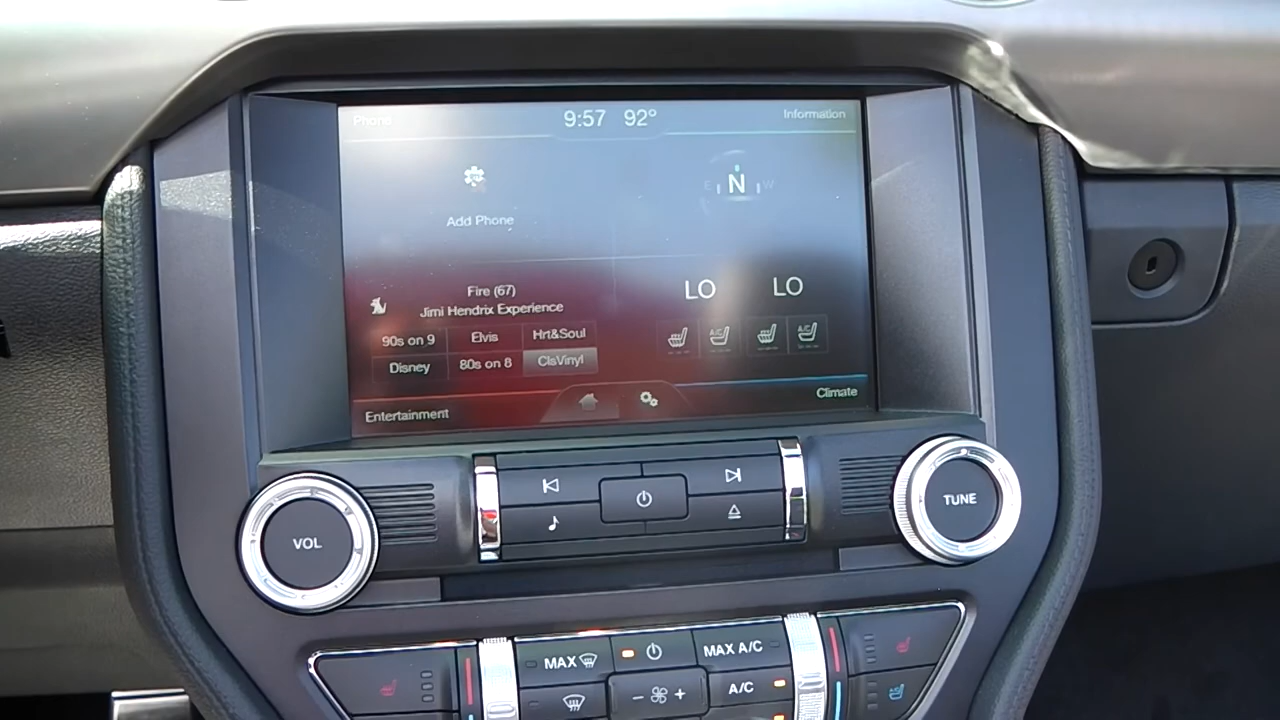 Phone 9:57 92° Information
E N W
Add Phone
Fire (67)
Jimi Hendrix Experience
LO LO
90s on 9 Elvis Hrt&Soul
A/C A/C
Disney 80s on 8 ClsVinyl
Entertainment
Climate
VOL
TUNE
MAX
MAX A/C
A/C